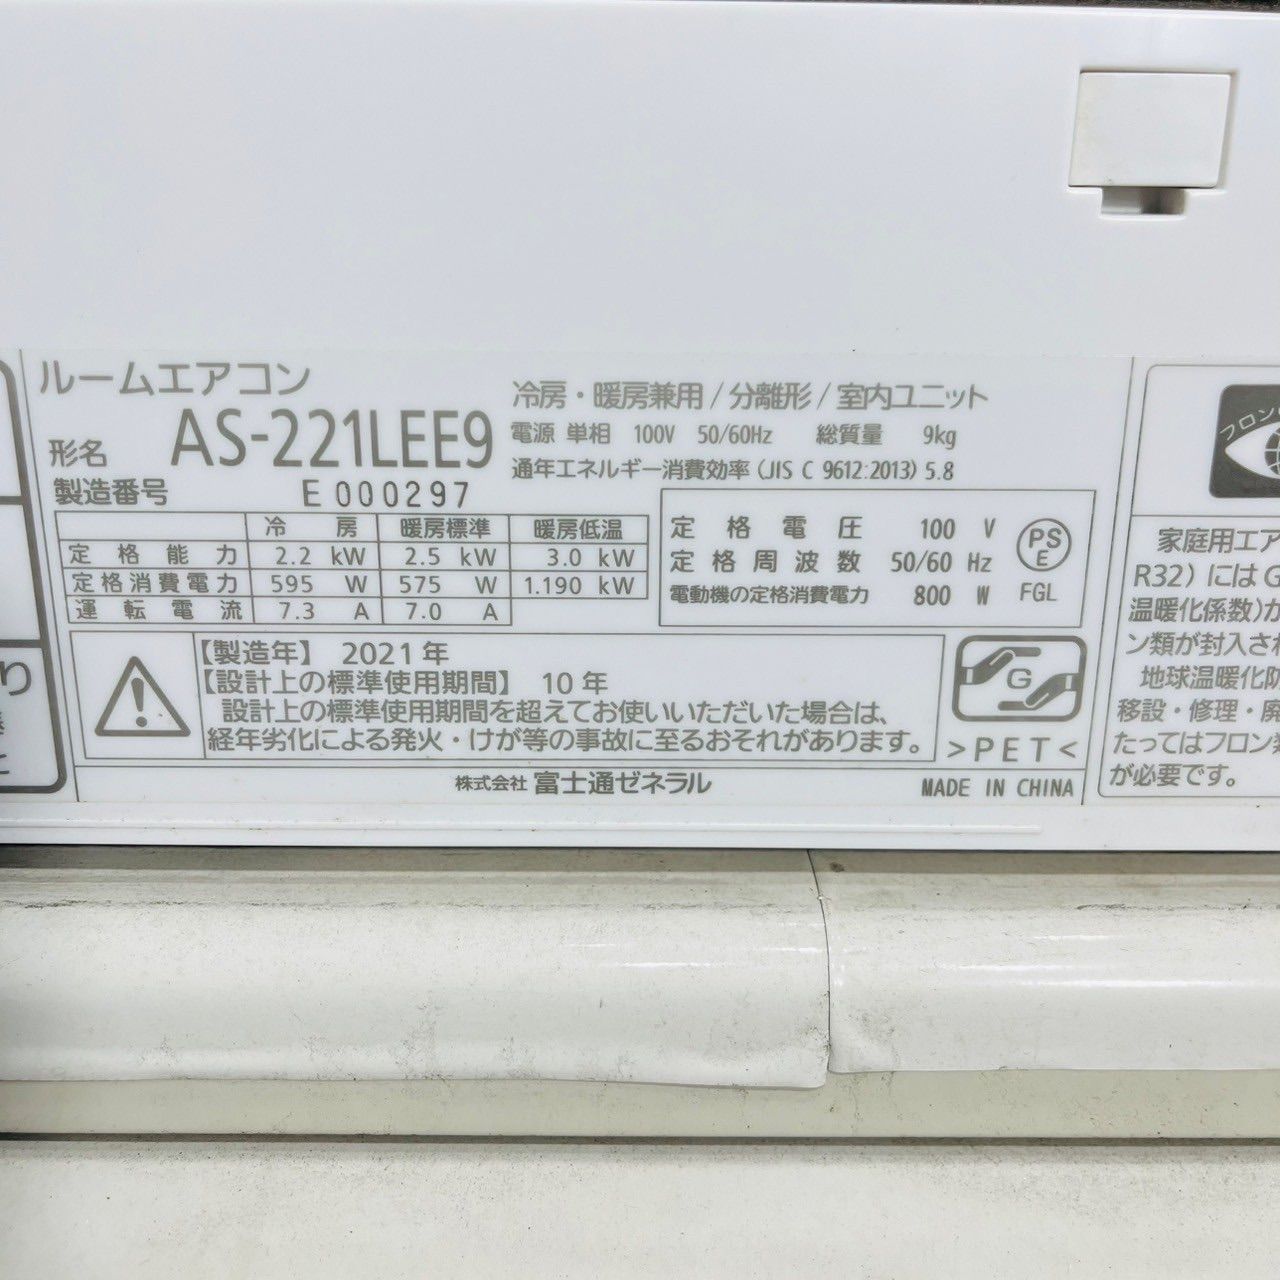 ルームエアコン
冷房・暖房兼用/分離形/室内ユニット
形名 AS-221LEE9
電源 単相 100V 50/60Hz 総質量 9kg
通年エネルギー消費効率(JIS C 9612:2013) 5.8
製造番号 E000297
冷房 暖房標準 暖房低温
定格能力 2.2 kW 2.5 kW 3.0 kW
定格消費電力 595 W 575 W 1.190 kW
運転電流 7.3 A 7.0 A
定格電圧 100 V
定格周波数 50/60 Hz
電動機の定格消費電力 800 W
PS
E
FGL
【製造年】 2021年
【設計上の標準使用期間】 10年
設計上の標準使用期間を超えてお使いいただいた場合は、
経年劣化による発火・けが等の事故に至るおそれがあります。
G
>PET<
株式会社 富士通ゼネラル
MADE IN CHINA
フロン
家庭用エア
R32)にはG
温暖化係数)が
ン類が封入され
地球温暖化防
移設・修理・廃
たってはフロン類
が必要です。
り